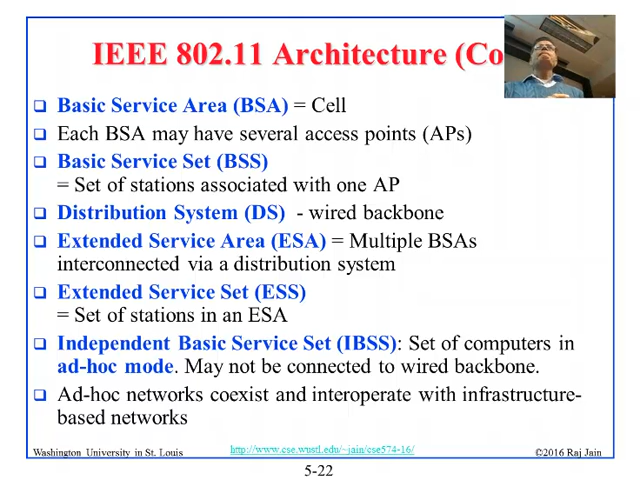 IEEE 802.11 Architecture (Co
Basic Service Area (BSA) = Cell
Each BSA may have several access points (APs)
Basic Service Set (BSS)
= Set of stations associated with one AP
Distribution System (DS) - wired backbone
Extended Service Area (ESA) = Multiple BSAs
interconnected via a distribution system
Extended Service Set (ESS)
= Set of stations in an ESA
Independent Basic Service Set (IBSS): Set of computers in
ad-hoc mode. May not be connected to wired backbone.
Ad-hoc networks coexist and interoperate with infrastructure-
based networks
Washington University in St. Louis
http://www.cse.wustl.edu/~jain/cse574-16/
©2016 Raj Jain
5-22